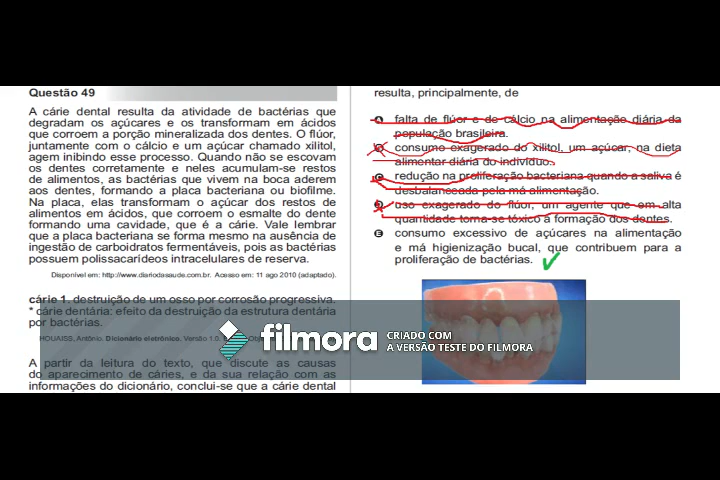 Questão 49
A cárie dental resulta da atividade de bactérias que
degradam os açúcares e os transformam em ácidos
que corroem a porção mineralizada dos dentes. O flúor,
juntamente com o cálcio e um açúcar chamado xilitol,
agem inibindo esse processo. Quando não se escovam
os dentes corretamente e neles acumulam-se restos
de alimentos, as bactérias que vivem na boca aderem
aos dentes, formando a placa bacteriana ou biofilme.
Na placa, elas transformam o açúcar dos restos de
alimentos em ácidos, que corroem o esmalte do dente
formando uma cavidade, que é a cárie. Vale lembrar
que a placa bacteriana se forma mesmo na ausência de
ingestão de carboidratos fermentáveis, pois as bactérias
possuem polissacarídeos intracelulares de reserva.
Disponível em: http://www.diariodasaude.com.br. Acesso em: 11 ago 2010 (adaptado).
cárie 1. destruição de um osso por corrosão progressiva.
* cárie dentária: efeito da destruição da estrutura dentária
por bactérias.
HOUAISS, Antônio. Dicionário eletrônico. Versão 1.0.
A partir da leitura do texto, que discute as causas
do aparecimento de cáries, e da sua relação com as
informações do dicionário, conclui-se que a cárie dental
resulta, principalmente, de
A falta de flúor e de cálcio na alimentação diária da
população brasileira.
consumo exagerado do xilitol, um açúcar, na dieta
alimentar diária do indivíduo.
redução na proliferação bacteriana quando a saliva é
desbalanceada pela má alimentação.
uso exagerado do flúor, um agente que em alta
quantidade torna-se tóxico à formação dos dentes.
E consumo excessivo de açúcares na alimentação
e má higienização bucal, que contribuem para a
proliferação de bactérias.
filmora
CRIADO COM
A VERSÃO TESTE DO FILMORA